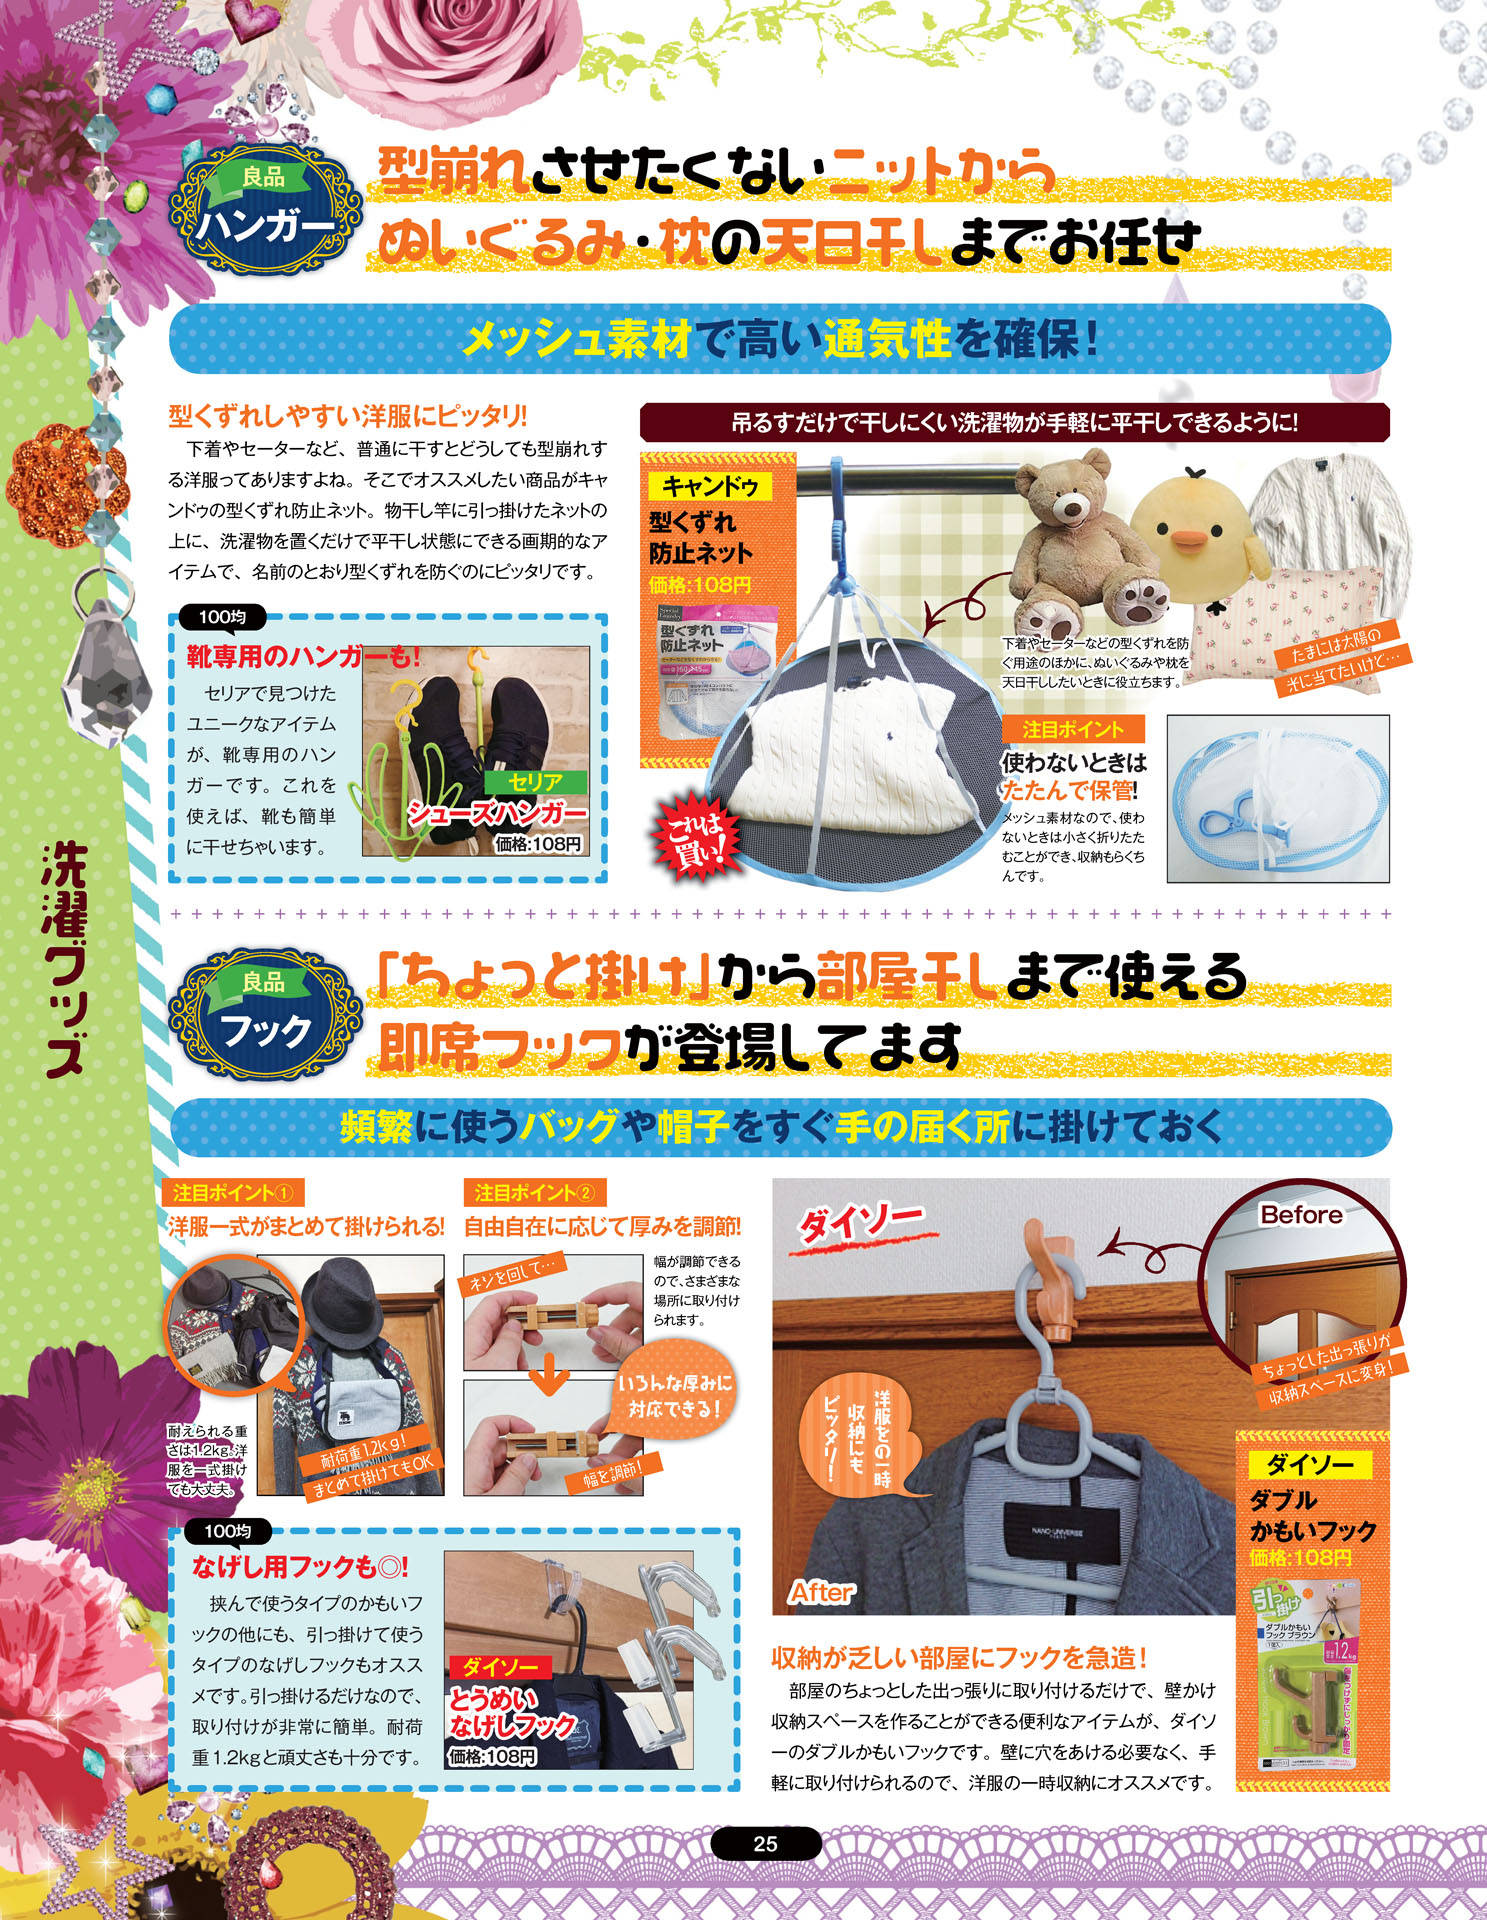 良品
ハンガー
型崩れさせたくないニットから
ぬいぐるみ・枕の天日干しまでお任せ
メッシュ素材で高い通気性を確保！
型くずれしやすい洋服にピッタリ！
下着やセーターなど、普通に干すとどうしても型崩れす
る洋服ってありますよね。そこでオススメしたい商品がキャ
ンドゥの型くずれ防止ネット。物干し竿に引っ掛けたネットの
上に、洗濯物を置くだけで平干し状態にできる画期的なア
イテムで、名前のとおり型くずれを防ぐのにピッタリです。
100均
靴専用のハンガーも！
セリアで見つけた
ユニークなアイテム
が、靴専用のハン
ガーです。これを
使えば、靴も簡単
に干せちゃいます。
セリア
シューズハンガー
価格:108円
吊るすだけで干しにくい洗濯物が手軽に平干しできるように！
キャンドゥ
型くずれ
防止ネット
価格:108円
型くずれ
防止ネット
これは
買い！
下着やセーターなどの型くずれを防
ぐ用途のほかに、ぬいぐるみや枕を
天日干ししたいときに役立ちます。
たまには太陽の
光に当てたいけど…
注目ポイント
使わないときは
たたんで保管！
メッシュ素材なので、使わ
ないときは小さく折りたた
むことができ、収納もらくち
んです。
洗濯グッズ
良品
フック
「ちょっと掛け」から部屋干しまで使える
即席フックが登場してます
頻繁に使うバッグや帽子をすぐ手の届く所に掛けておく
注目ポイント①
洋服一式がまとめて掛けられる！
耐えられる重
さは1.2kg。洋
服を一式掛け
ても大丈夫。
耐荷重1.2kg！
まとめて掛けてもOK
注目ポイント②
自由自在に応じて厚みを調節！
ネジを回して…
幅が調節できる
ので、さまざまな
場所に取り付け
られます。
いろんな厚みに
対応できる！
幅を調節！
100均
なげし用フックも◎！
挟んで使うタイプのかもいフ
ックの他にも、引っ掛けて使う
タイプのなげしフックもオスス
メです。引っ掛けるだけなので、
取り付けが非常に簡単。耐荷
重1.2kgと頑丈さも十分です。
ダイソー
とうめい
なげしフック
価格:108円
ダイソー
Before
ちょっとした出っ張りが
収納スペースに変身！
洋服をの一時
収納にも
ピッタリ！
NANO·UNIVERSE
After
ダイソー
ダブル
かもいフック
価格:108円
引っ掛け
ダブルかもい
フック ブラウン
1.2kg
収納が乏しい部屋にフックを急造！
部屋のちょっとした出っ張りに取り付けるだけで、壁かけ
収納スペースを作ることができる便利なアイテムが、ダイソ
ーのダブルかもいフックです。壁に穴をあける必要なく、手
軽に取り付けられるので、洋服の一時収納にオススメです。
25